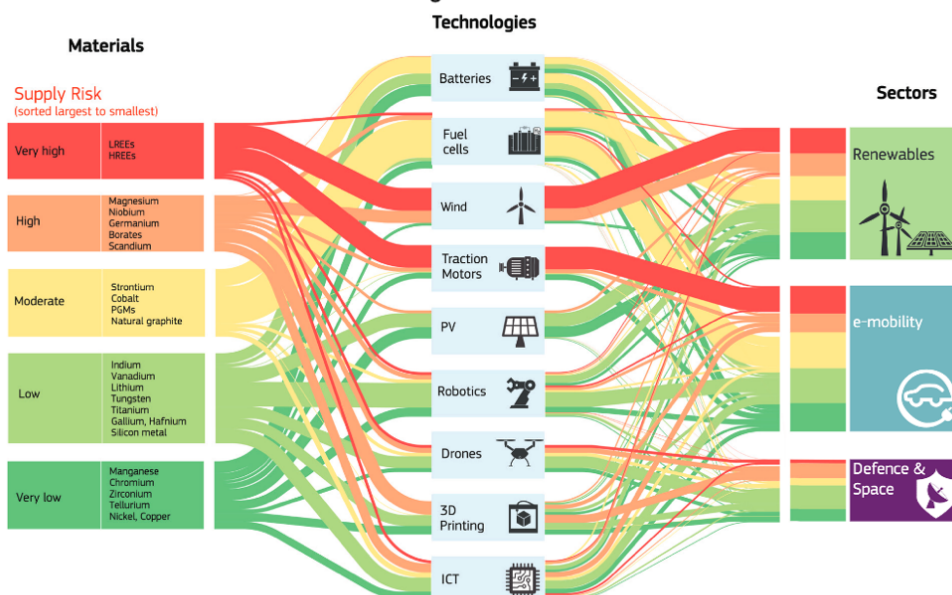 Technologies
Materials
Supply Risk
(sorted largest to smallest)
Very high
LREEs
HREEs
High
Magnesium
Niobium
Germanium
Borates
Scandium
Moderate
Strontium
Cobalt
PGMs
Natural graphite
Low
Indium
Vanadium
Lithium
Tungsten
Titanium
Gallium, Hafnium
Silicon metal
Very low
Manganese
Chromium
Zirconium
Tellurium
Nickel, Copper
Batteries
Fuel
cells
Wind
Traction
Motors
PV
Robotics
Drones
3D
Printing
ICT
Sectors
Renewables
e-mobility
Defence &
Space